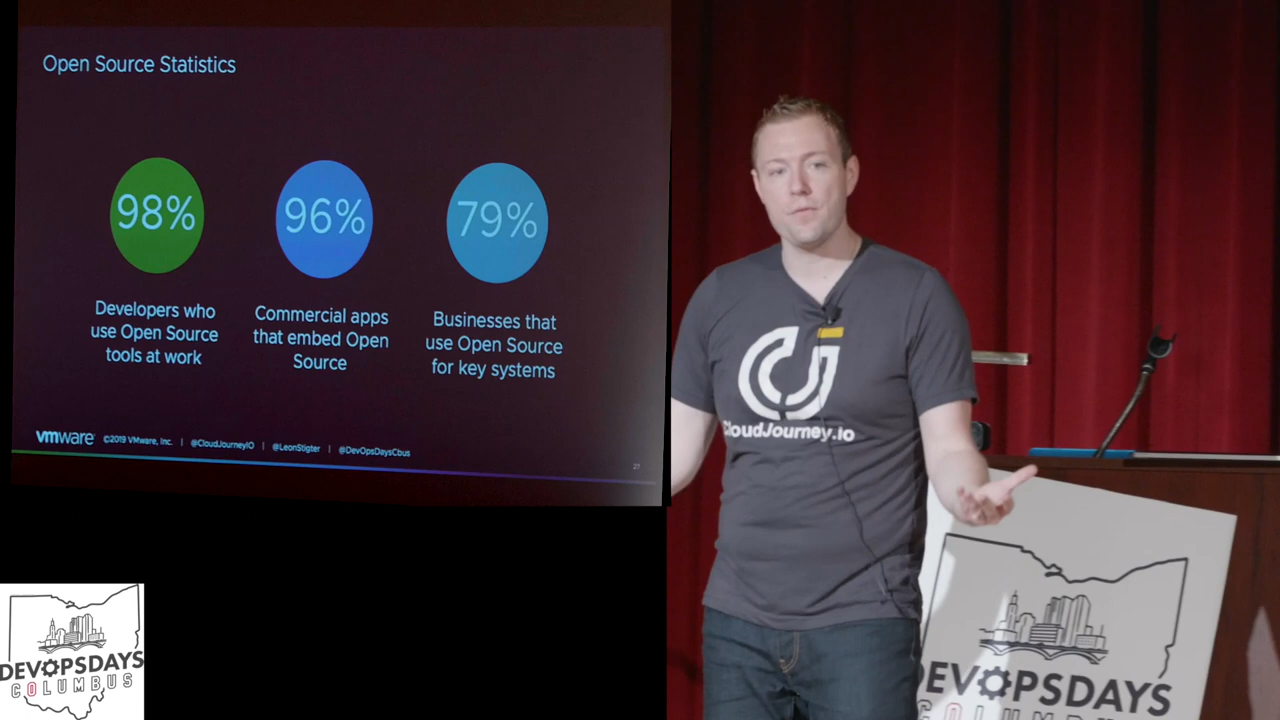 Open Source Statistics
98%
96%
79%
Developers who
use Open Source
tools at work
Commercial apps
that embed Open
Source
Businesses that
use Open Source
for key systems
vmware ©2019 VMware, Inc. | @CloudJourneyIO | @LeonStigter | @DevOpsDaysCbus
27
CloudJourney.io
DEVOPSDAYS
COLUMBUS
DEVOPSDAYS
COLUMBUS